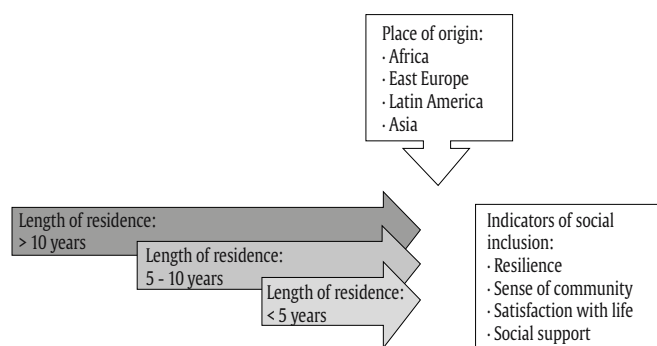 Place of origin:
· Africa
· East Europe
· Latin America
· Asia
Length of residence:
> 10 years
Length of residence:
5 - 10 years
Length of residence:
< 5 years
Indicators of social
inclusion:
· Resilience
· Sense of community
· Satisfaction with life
· Social support